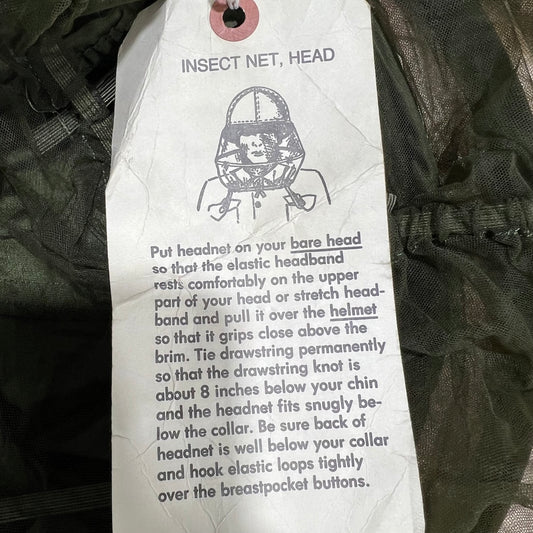 INSECT NET, HEAD
Put headnet on your bare head
so that the elastic headband
rests comfortably on the upper
part of your head or stretch head-
band and pull it over the helmet
so that it grips close above the
brim. Tie drawstring permanently
so that the drawstring knot is
about 8 inches below your chin
and the headnet fits snugly be-
low the collar. Be sure back of
headnet is well below your collar
and hook elastic loops tightly
over the breastpocket buttons.